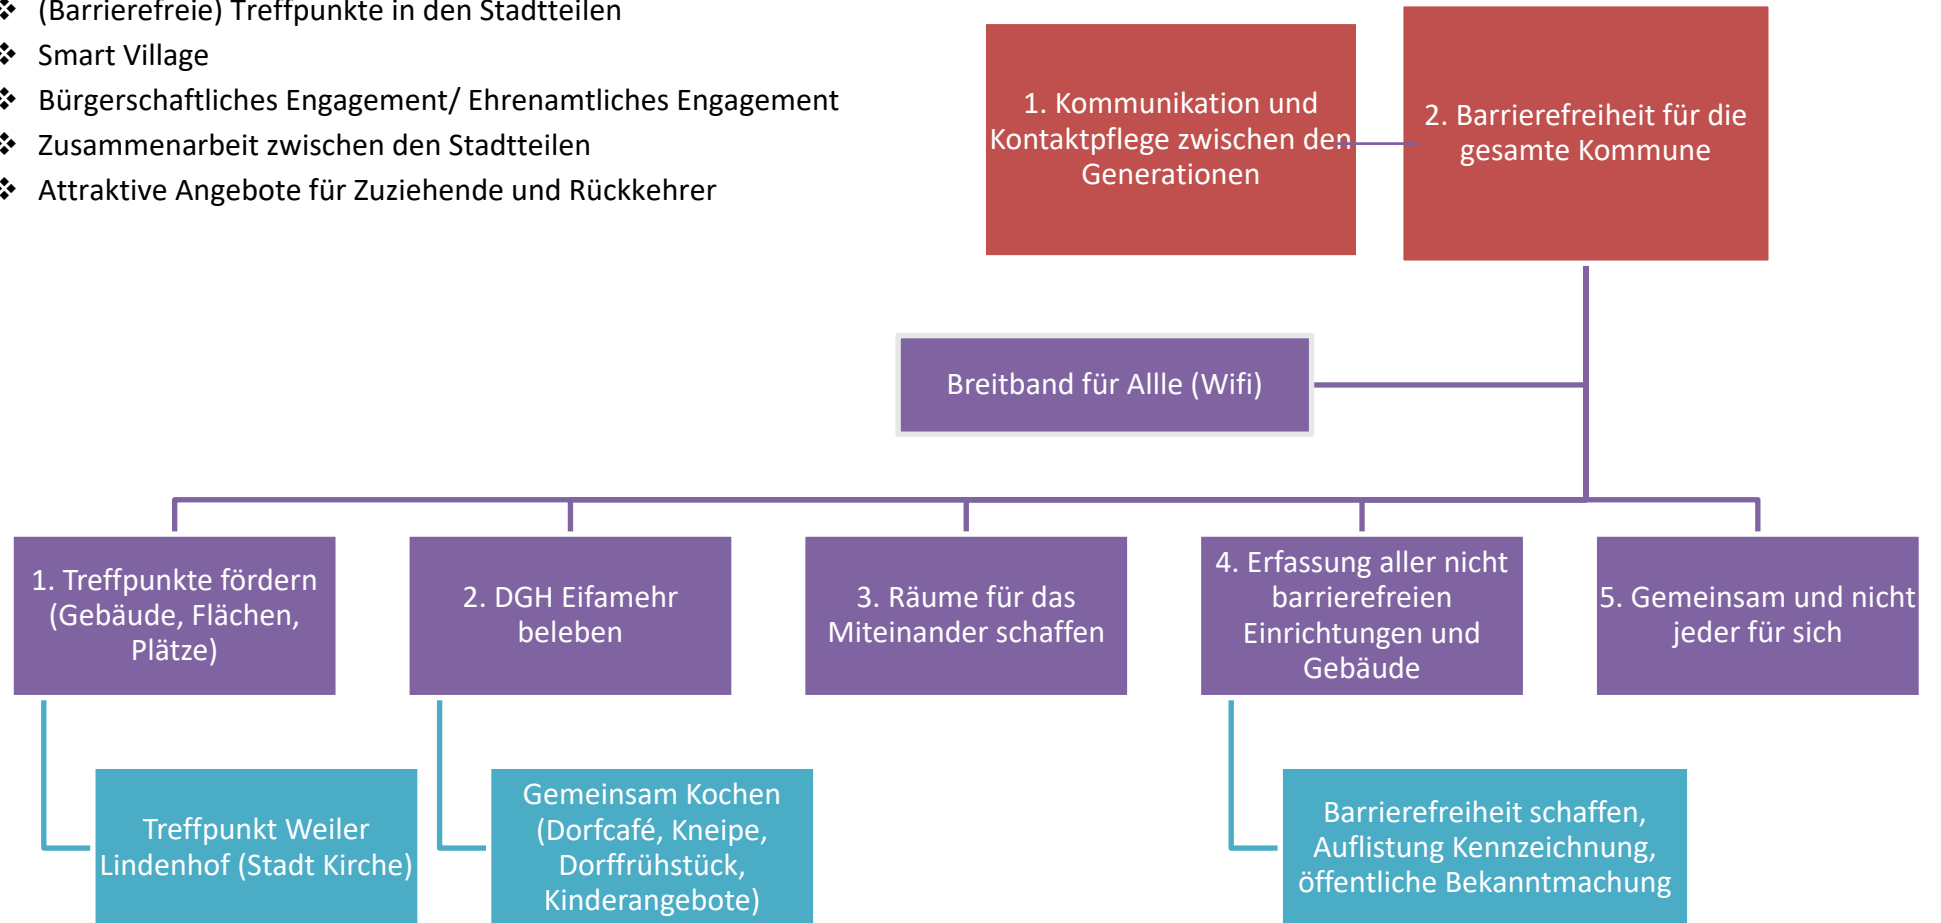 ❖ (Barrierefreie) Treffpunkte in den Stadtteilen
❖ Smart Village
❖ Bürgerschaftliches Engagement/ Ehrenamtliches Engagement
❖ Zusammenarbeit zwischen den Stadtteilen
❖ Attraktive Angebote für Zuziehende und Rückkehrer
1. Kommunikation und
Kontaktpflege zwischen den
Generationen
2. Barrierefreiheit für die
gesamte Kommune
Breitband für Allle (Wifi)
1. Treffpunkte fördern
(Gebäude, Flächen,
Plätze)
2. DGH Eifamehr
beleben
3. Räume für das
Miteinander schaffen
4. Erfassung aller nicht
barrierefreien
Einrichtungen und
Gebäude
5. Gemeinsam und nicht
jeder für sich
Treffpunkt Weiler
Lindenhof (Stadt Kirche)
Gemeinsam Kochen
(Dorfcafé, Kneipe,
Dorffrühstück,
Kinderangebote)
Barrierefreiheit schaffen,
Auflistung Kennzeichnung,
öffentliche Bekanntmachung